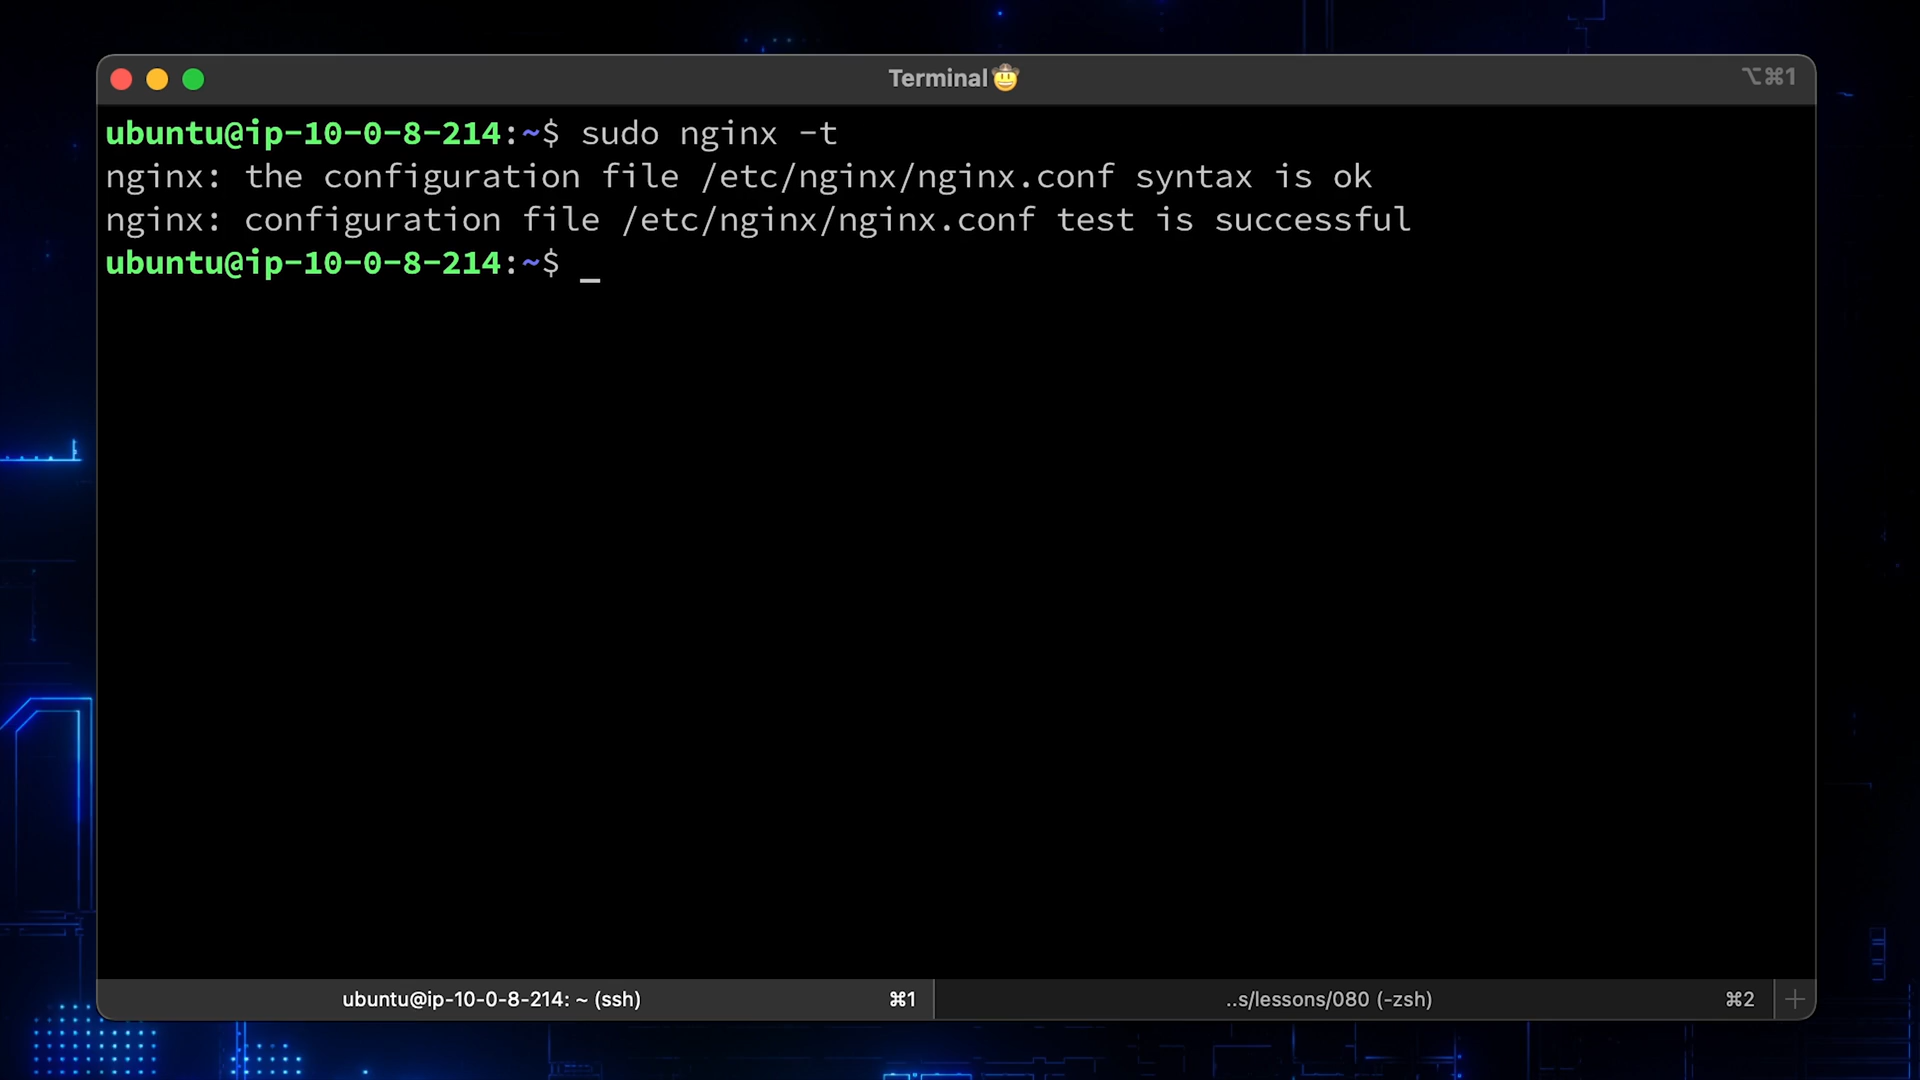 Terminal🤠
⌥⌘1
ubuntu@ip-10-0-8-214:~$ sudo nginx -t
nginx: the configuration file /etc/nginx/nginx.conf syntax is ok
nginx: configuration file /etc/nginx/nginx.conf test is successful
ubuntu@ip-10-0-8-214:~$ _
ubuntu@ip-10-0-8-214: ~ (ssh) ⌘1 ..s/lessons/080 (-zsh) ⌘2 +